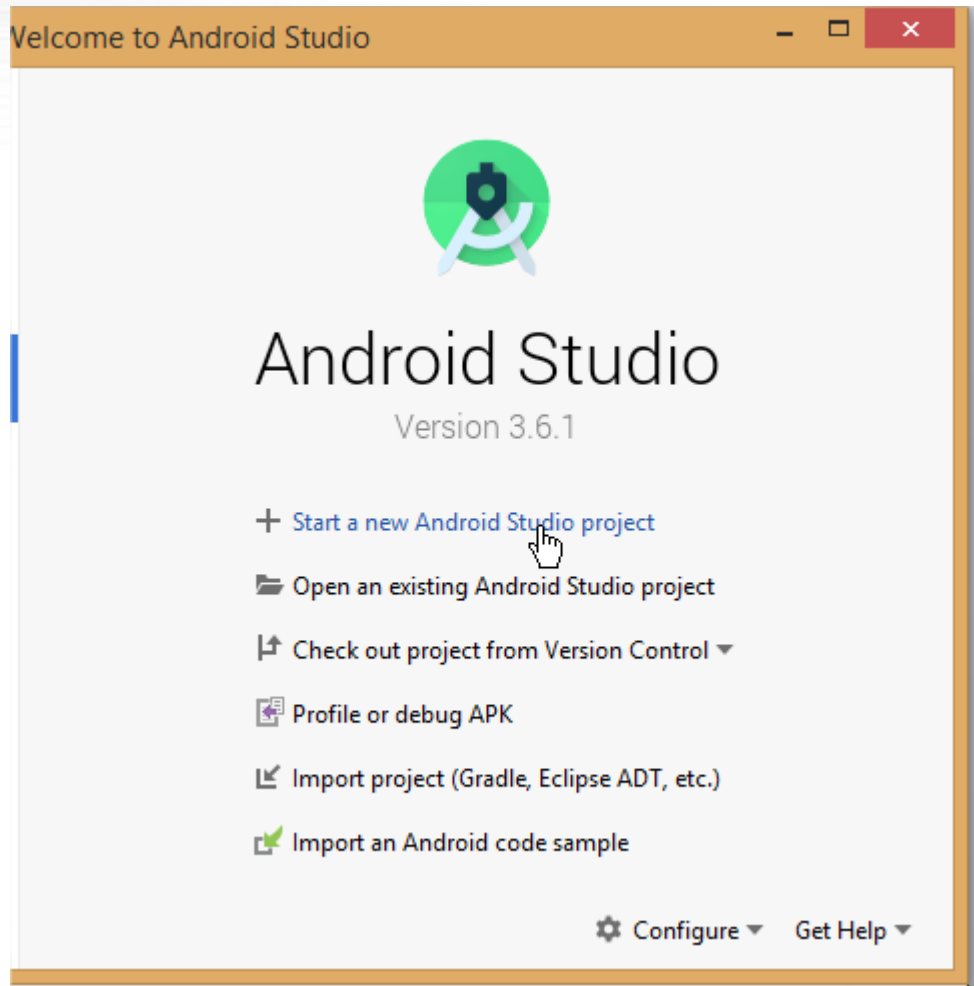 Welcome to Android Studio
Android Studio
Version 3.6.1
Start a new Android Studio project
Open an existing Android Studio project
Check out project from Version Control
Profile or debug APK
Import project (Gradle, Eclipse ADT, etc.)
Import an Android code sample
Configure Get Help